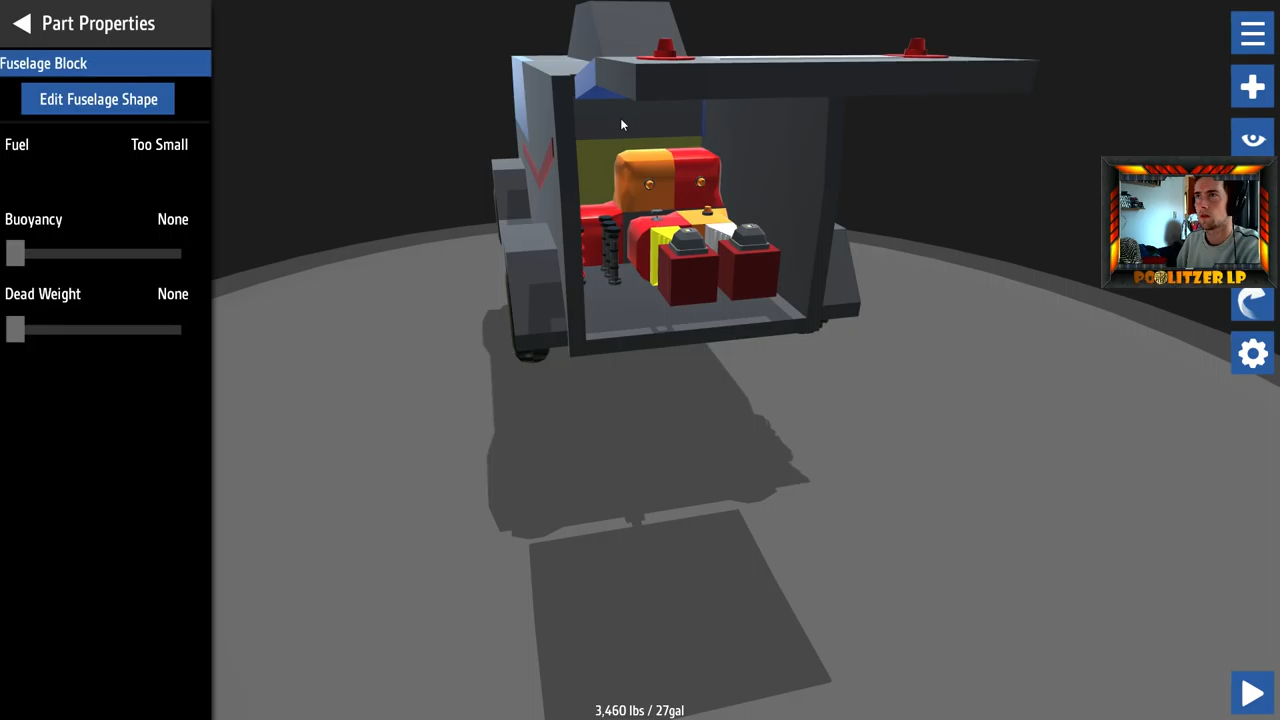 Part Properties
Fuselage Block
Edit Fuselage Shape
Fuel Too Small
Buoyancy None
Dead Weight None
POOLITZER LP
3,460 lbs / 27gal